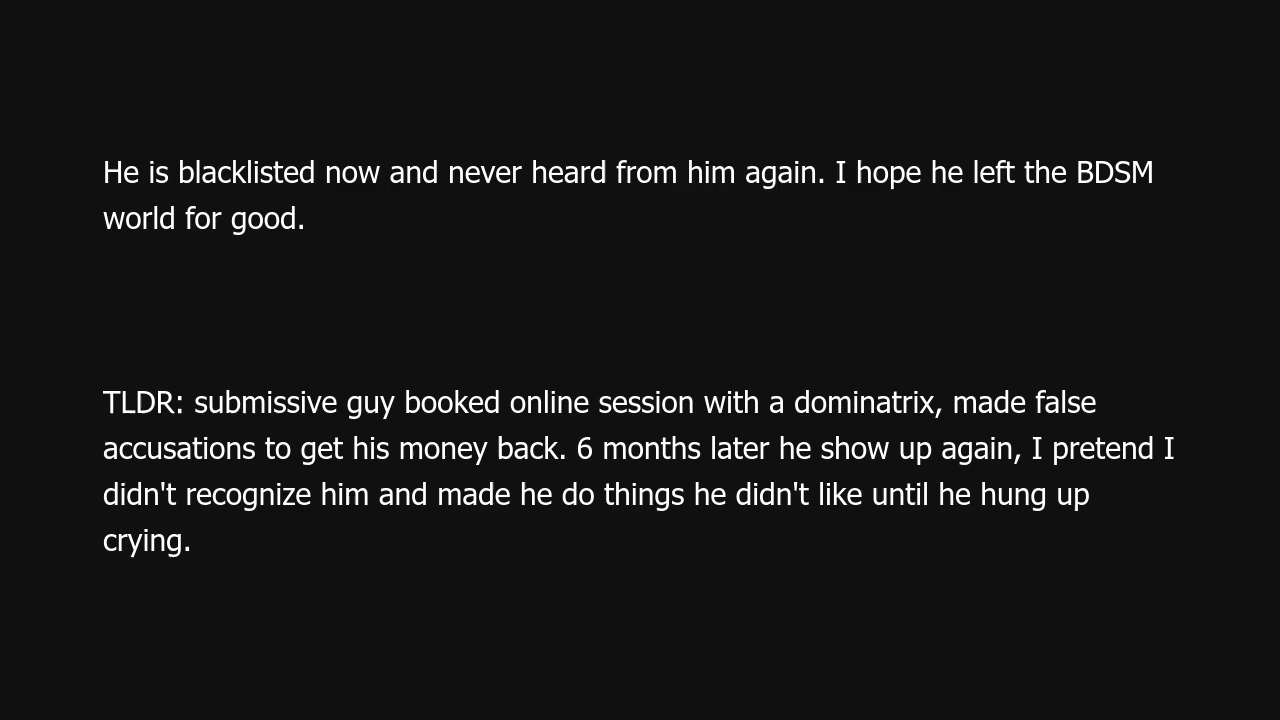 He is blacklisted now and never heard from him again. I hope he left the BDSM
world for good.
TLDR: submissive guy booked online session with a dominatrix, made false
accusations to get his money back. 6 months later he show up again, I pretend I
didn't recognize him and made he do things he didn't like until he hung up
crying.